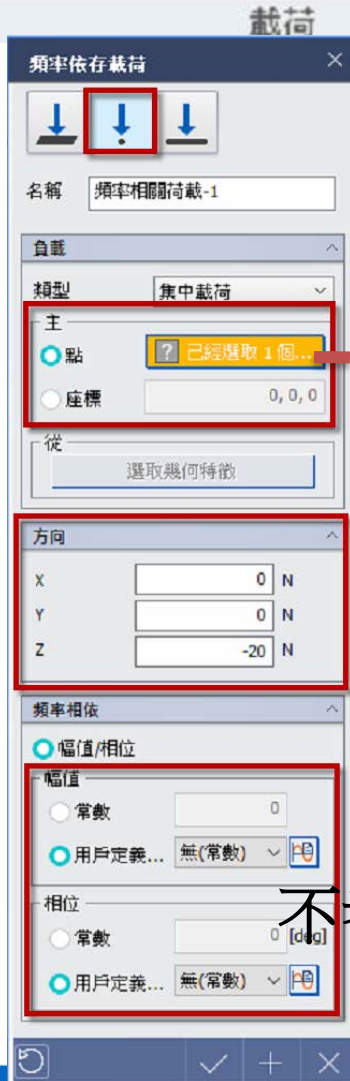 載荷
頻率依存載荷
名稱 頻率相關荷載-1
負載
類型 集中載荷
主
點 ? 已經選取 1 個...
座標 0, 0, 0
從
選取幾何特徵
方向
X 0 N
Y 0 N
Z -20 N
頻率相依
幅值/相位
幅值
常數 0
用戶定義... 無(常數)
相位
常數 0 [deg]
用戶定義... 無(常數)
不